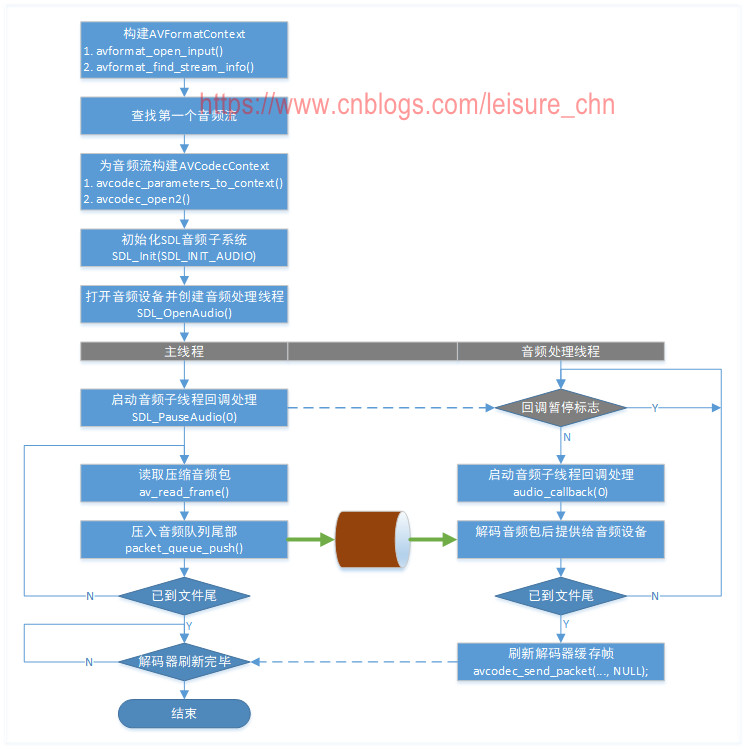 构建AVFormatContext
1. avformat_open_input()
2. avformat_find_stream_info()
https://www.cnblogs.com/leisure_chn
查找第一个音频流
为音频流构建AVCodecContext
1. avcodec_parameters_to_context()
2. avcodec_open2()
初始化SDL音频子系统
SDL_Init(SDL_INIT_AUDIO)
打开音频设备并创建音频处理线程
SDL_OpenAudio()
主线程
音频处理线程
启动音频子线程回调处理
SDL_PauseAudio(0)
回调暂停标志
Y
N
读取压缩音频包
av_read_frame()
启动音频子线程回调处理
audio_callback(0)
压入音频队列尾部
packet_queue_push()
解码音频包后提供给音频设备
N
已到文件尾
Y
已到文件尾
N
Y
N
解码器刷新完毕
刷新解码器缓存帧
avcodec_send_packet(..., NULL);
结束